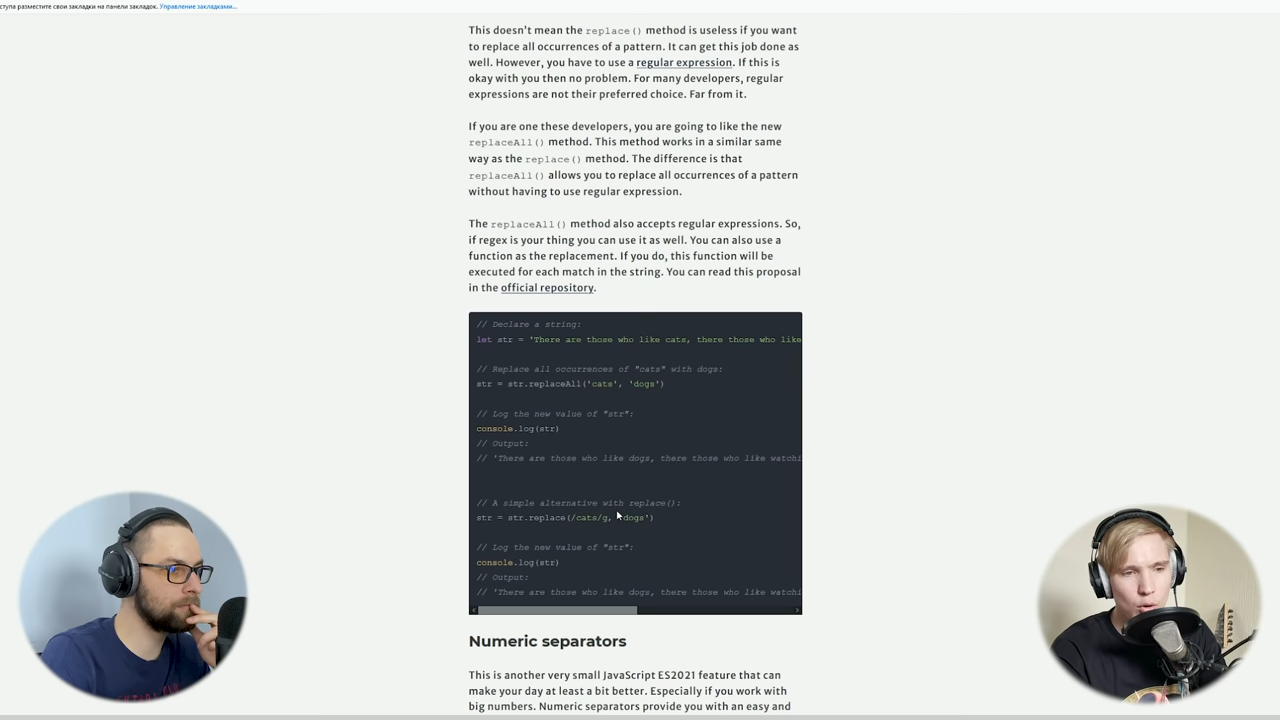 ступа разместите свои закладки на панели закладок. Управление закладками...
This doesn't mean the replace() method is useless if you want
to replace all occurrences of a pattern. It can get this job done as
well. However, you have to use a regular expression. If this is
okay with you then no problem. For many developers, regular
expressions are not their preferred choice. Far from it.
If you are one these developers, you are going to like the new
replaceAll() method. This method works in a similar same
way as the replace() method. The difference is that
replaceAll() allows you to replace all occurrences of a pattern
without having to use regular expression.
The replaceAll() method also accepts regular expressions. So,
if regex is your thing you can use it as well. You can also use a
function as the replacement. If you do, this function will be
executed for each match in the string. You can read this proposal
in the official repository.
// Declare a string:
let str = 'There are those who like cats, there those who like
// Replace all occurrences of "cats" with dogs:
str = str.replaceAll('cats', 'dogs')
// Log the new value of "str":
console.log(str)
// Output:
// 'There are those who like dogs, there those who like watchi
// A simple alternative with replace():
str = str.replace(/cats/g, 'dogs')
// Log the new value of "str":
console.log(str)
// Output:
// 'There are those who like dogs, there those who like watchi
Numeric separators
This is another very small JavaScript ES2021 feature that can
make your day at least a bit better. Especially if you work with
big numbers. Numeric separators provide you with an easy and